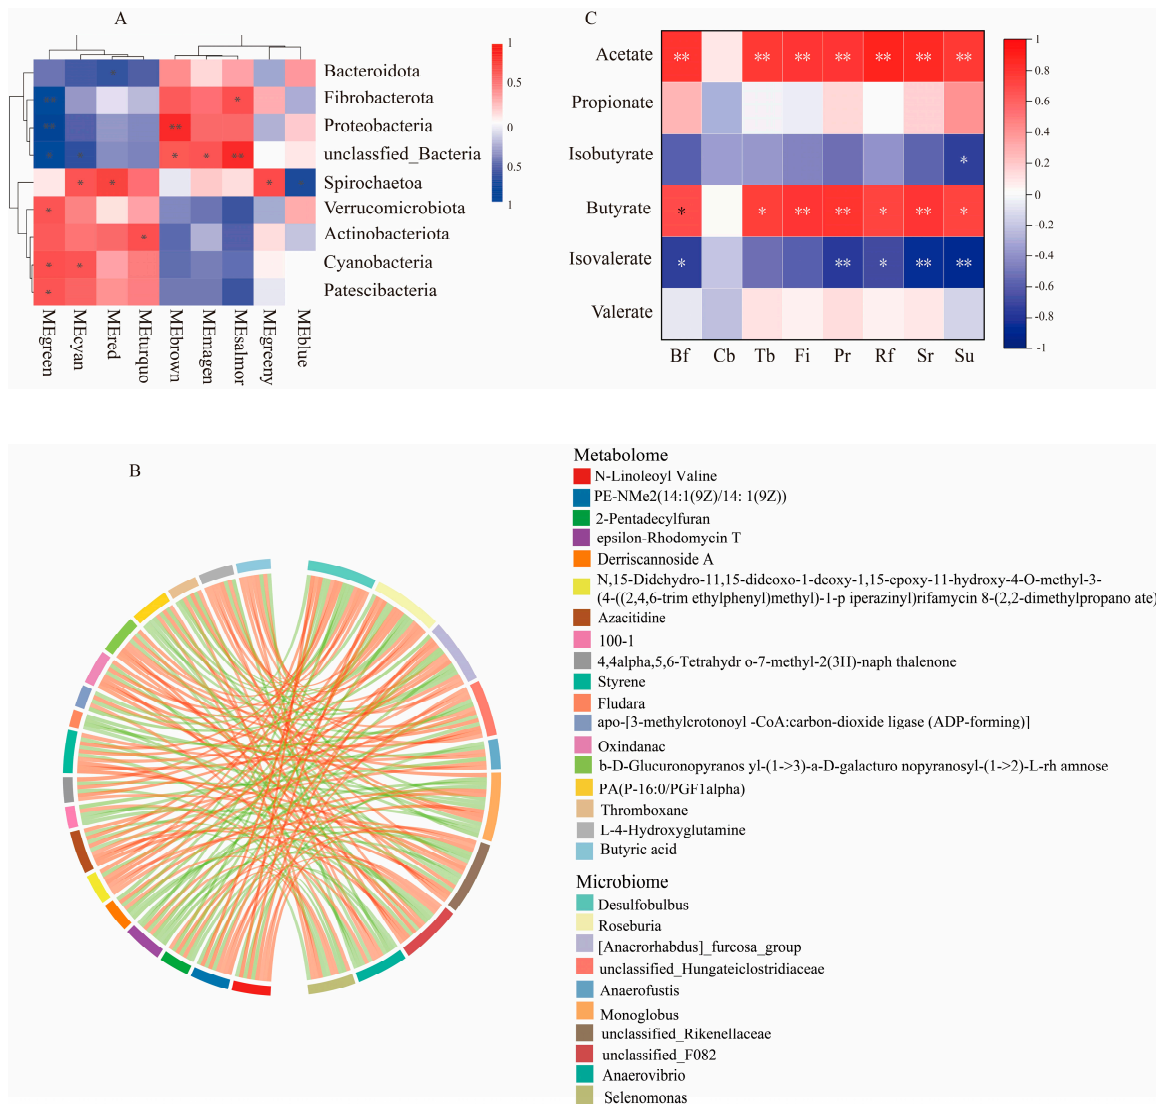 A
1
0.5
0
0.5
1
Bacteroidota
Fibrobacterota
Proteobacteria
unclassfied_Bacteria
Spirochaetoa
Verrucomicrobiota
Actinobacteriota
Cyanobacteria
Patescibacteria
MEgreen
MEcyan
MEred
MEturquo
MEbrown
MEmagen
MEsalmor
MEgreeny
MEblue
C
Acetate
Propionate
Isobutyrate
Butyrate
Isovalerate
Valerate
** ** ** ** ** ** **
*
* * ** ** * ** *
* ** * ** **
Bf Cb Tb Fi Pr Rf Sr Su
1
0.8
0.6
0.4
0.2
0
-0.2
-0.4
-0.6
-0.8
-1
B
Metabolome
N-Linoleoyl Valine
PE-NMe2(14:1(9Z)/14: 1(9Z))
2-Pentadecylfuran
epsilon-Rhodomycin T
Derriscannoside A
N,15-Didchydro-11,15-didcoxo-1-dcoxy-1,15-cpoxy-11-hydroxy-4-O-methyl-3-
(4-((2,4,6-trim ethylphenyl)methyl)-1-p iperazinyl)rifamycin 8-(2,2-dimethylpropano ate)
Azacitidine
100-1
4,4alpha,5,6-Tetrahydr o-7-methyl-2(3II)-naph thalenone
Styrene
Fludara
apo-[3-methylcrotonoyl -CoA:carbon-dioxide ligase (ADP-forming)]
Oxindanac
b-D-Glucuronopyranos yl-(1->3)-a-D-galacturo nopyranosyl-(1->2)-L-rh amnose
PA(P-16:0/PGF1alpha)
Thromboxane
L-4-Hydroxyglutamine
Butyric acid
Microbiome
Desulfobulbus
Roseburia
[Anacrorhabdus]_furcosa_group
unclassified_Hungateiclostridiaceae
Anaerofustis
Monoglobus
unclassified_Rikenellaceae
unclassified_F082
Anaerovibrio
Selenomonas